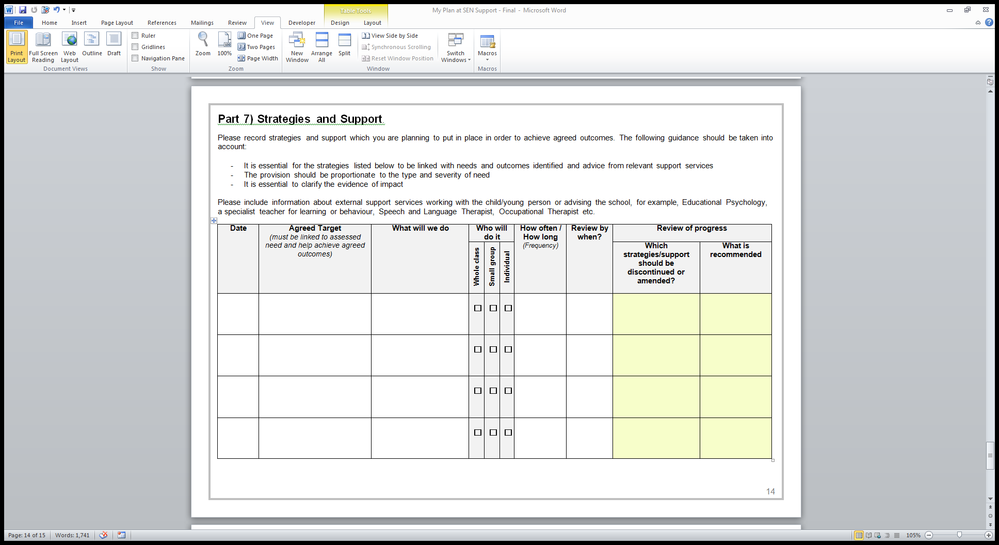 My Plan at SEN Support - Final - Microsoft Word
Table Tools
File Home Insert Page Layout References Mailings Review View Developer Design Layout
Print Layout
Full Screen Reading
Web Layout
Outline
Draft
Document Views
Ruler
Gridlines
Navigation Pane
Show
Zoom
100%
One Page
Two Pages
Page Width
Zoom
New Window
Arrange All
Split
View Side by Side
Synchronous Scrolling
Reset Window Position
Window
Switch Windows
Macros
Macros
Part 7) Strategies and Support.
Please record strategies and support which you are planning to put in place in order to achieve agreed outcomes. The following guidance should be taken into
account:
- It is essential for the strategies listed below to be linked with needs and outcomes identified and advice from relevant support services
- The provision should be proportionate to the type and severity of need
- It is essential to clarify the evidence of impact
Please include information about external support services working with the child/young person or advising the school, for example, Educational Psychology,
a specialist teacher for learning or behaviour, Speech and Language Therapist, Occupational Therapist etc.
Date
Agreed Target
(must be linked to assessed
need and help achieve agreed
outcomes)
What will we do
Who will
do it
Whole class
Small group
Individual
How often /
How long
(Frequency)
Review by
when?
Review of progress
Which
strategies/support
should be
discontinued or
amended?
What is
recommended
14
Page: 14 of 15
Words: 1,741
105%